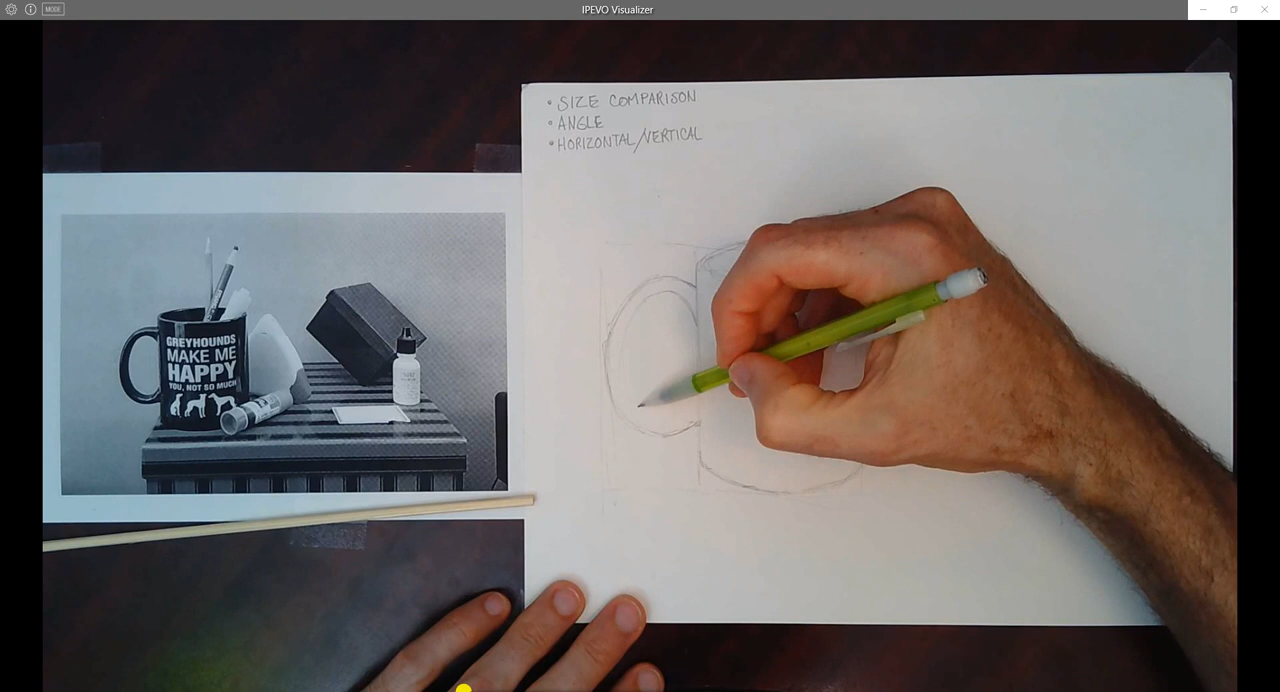 MODE
IPEVO Visualizer
• SIZE COMPARISON
• ANGLE
• HORIZONTAL/VERTICAL
GREYHOUNDS
MAKE ME
HAPPY
YOU, NOT SO MUCH